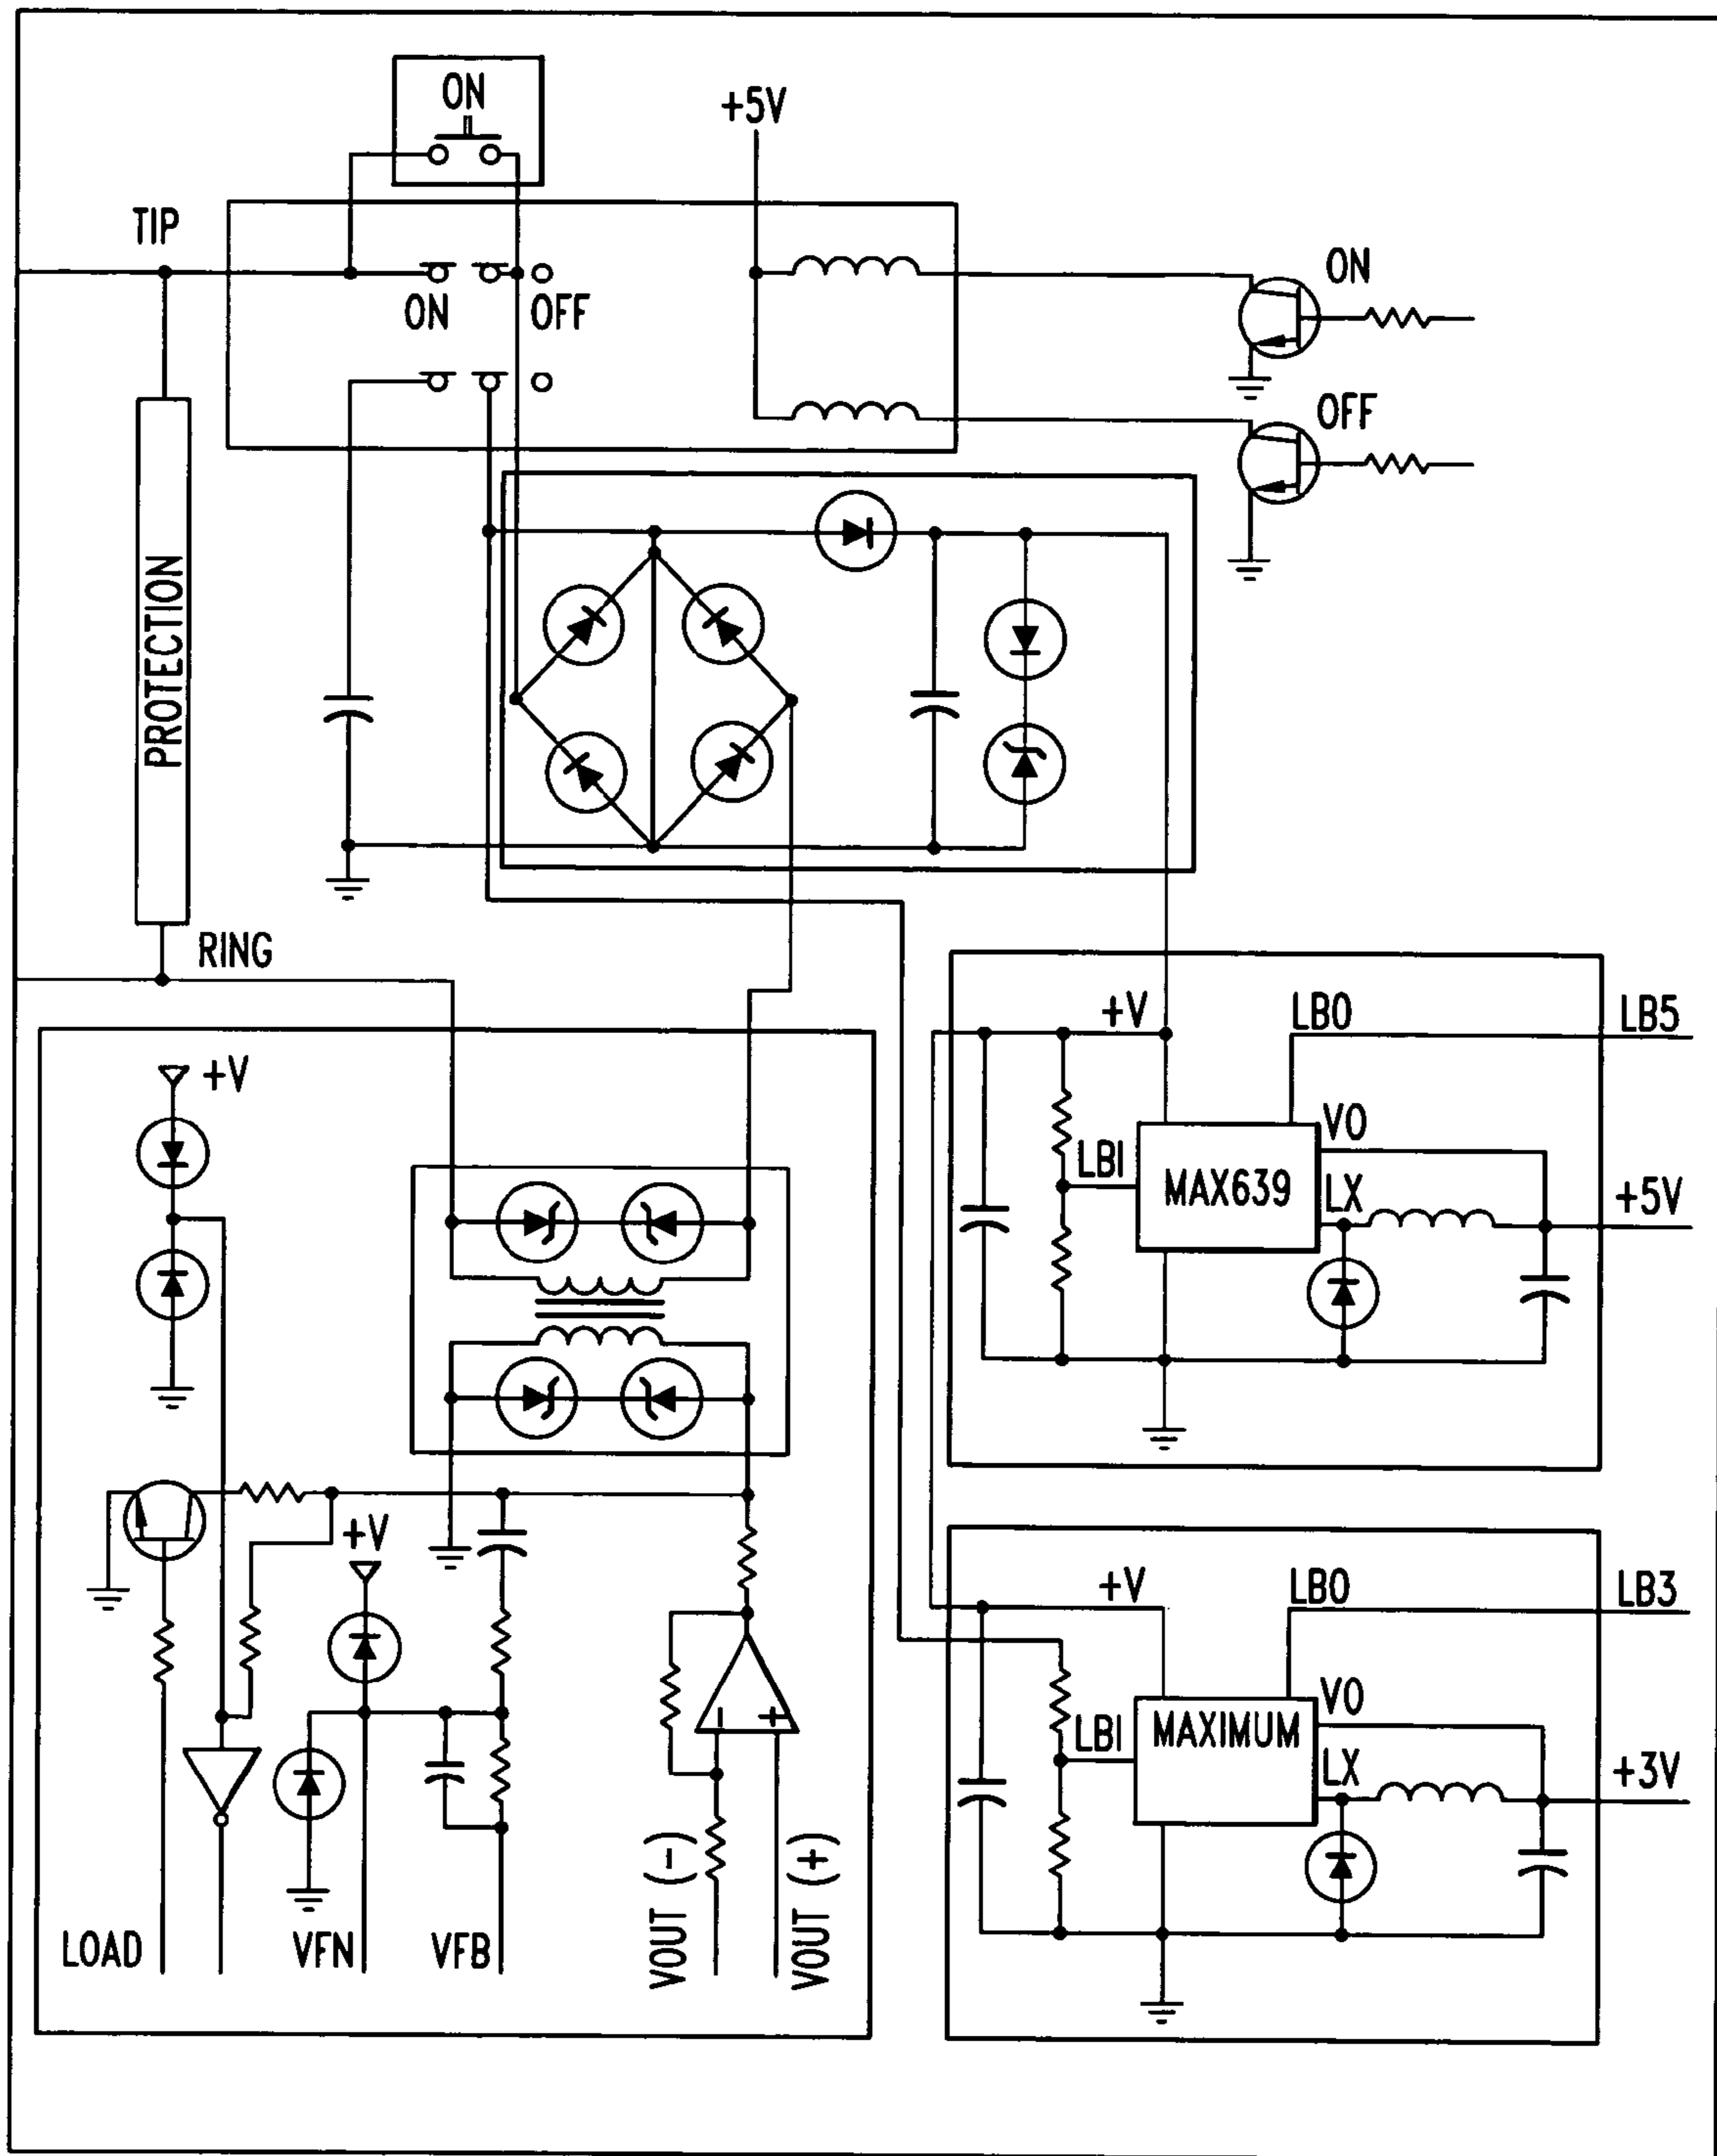 ON
+5V
TIP
ON
ON
OFF
OFF
PROTECTION
RING
+V
LBO
LB5
+V
VO
LBI
MAX639
LX
+5V
+V
+V
LBO
LB3
VO
LBI
MAXIMUM
LX
+3V
- +
LOAD
VFN
VFB
VOUT (-)
VOUT (+)